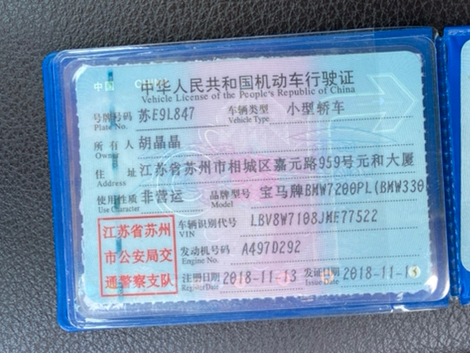 中国 CHINA
中华人民共和国机动车行驶证
Vehicle License of the People's Republic of China
号牌号码 苏E9L847 车辆类型 小型轿车
Plate No. Vehicle Type
所有人 胡晶晶
Owner
住 址 江苏省苏州市相城区嘉元路959号元和大厦
使用性质 非营运 品牌型号 宝马牌BMW7200PL(BMW330
Use Character Model
江苏省苏州 车辆识别代号 LBV8W7108JMF77522
VIN
市公安局交 发动机号码 A497D292
Engine No.
通警察支队 注册日期 2018-11-13 发证日期 2018-11-
Register Date Issue Date